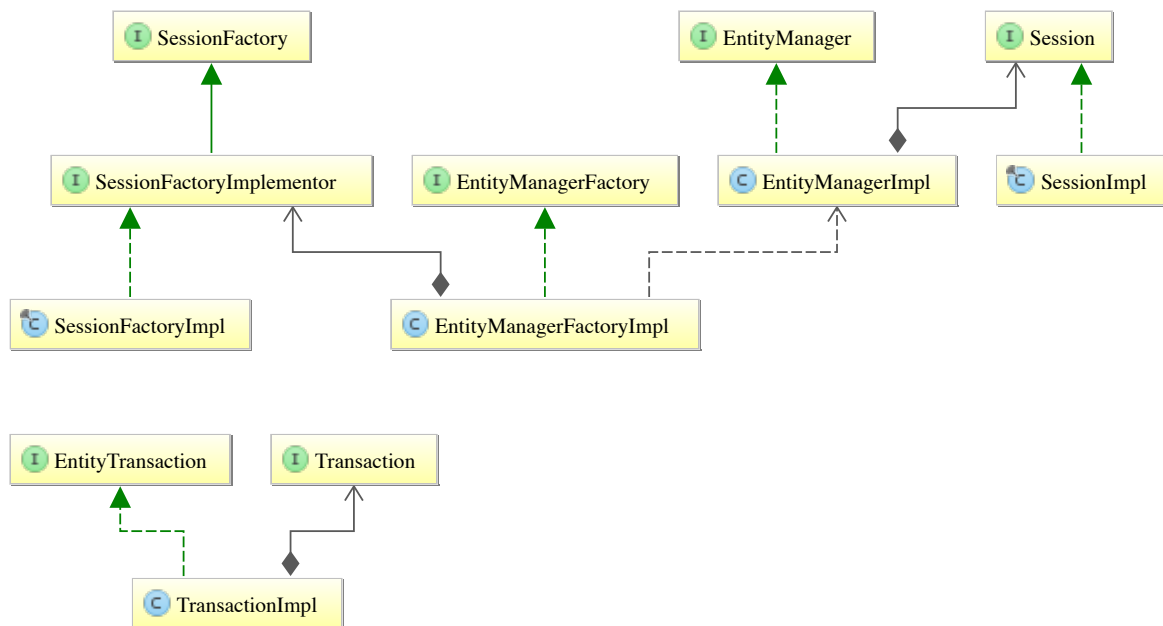 I SessionFactory
I EntityManager
I Session
I SessionFactoryImplementor
I EntityManagerFactory
C EntityManagerImpl
C SessionImpl
C SessionFactoryImpl
C EntityManagerFactoryImpl
I EntityTransaction
I Transaction
C TransactionImpl